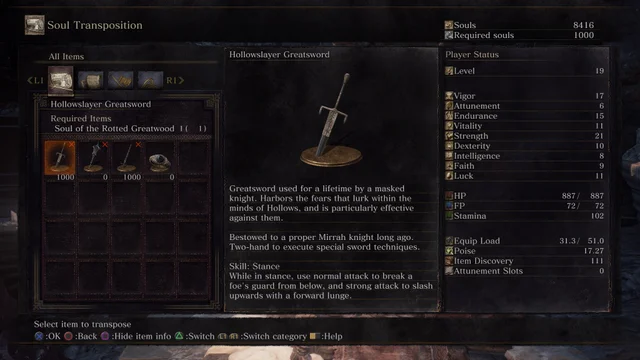 Soul Transposition
Souls 8416
Required souls 1000
All Items
L1 R1
Hollowslayer Greatsword
Required Items
Soul of the Rotted Greatwood 1( 1)
1000 0 1000 0
Hollowslayer Greatsword
Greatsword used for a lifetime by a masked
knight. Harbors the fears that lurk within the
minds of Hollows, and is particularly effective
against them.
Bestowed to a proper Mirrah knight long ago.
Two-hand to execute special sword techniques.
Skill: Stance
While in stance, use normal attack to break a
foe's guard from below, and strong attack to slash
upwards with a forward lunge.
Player Status
Level 19
Vigor 17
Attunement 6
Endurance 15
Vitality 11
Strength 21
Dexterity 10
Intelligence 8
Faith 9
Luck 11
HP 887/ 887
FP 72/ 72
Stamina 102
Equip Load 31.3/ 51.0
Poise 17.27
Item Discovery 111
Attunement Slots 0
Select item to transpose
:OK :Back :Hide item info :Switch :Switch category :Help